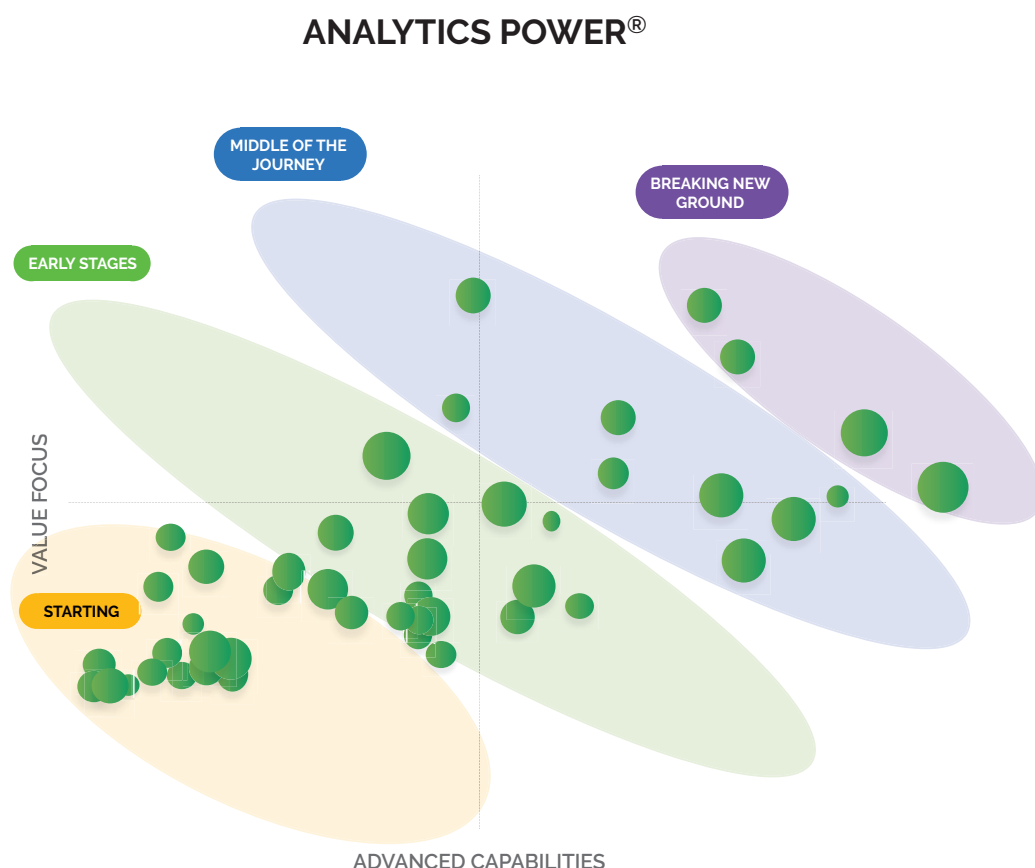 ANALYTICS POWER®
MIDDLE OF THE
JOURNEY
BREAKING NEW
GROUND
EARLY STAGES
VALUE FOCUS
STARTING
ADVANCED CAPABILITIES